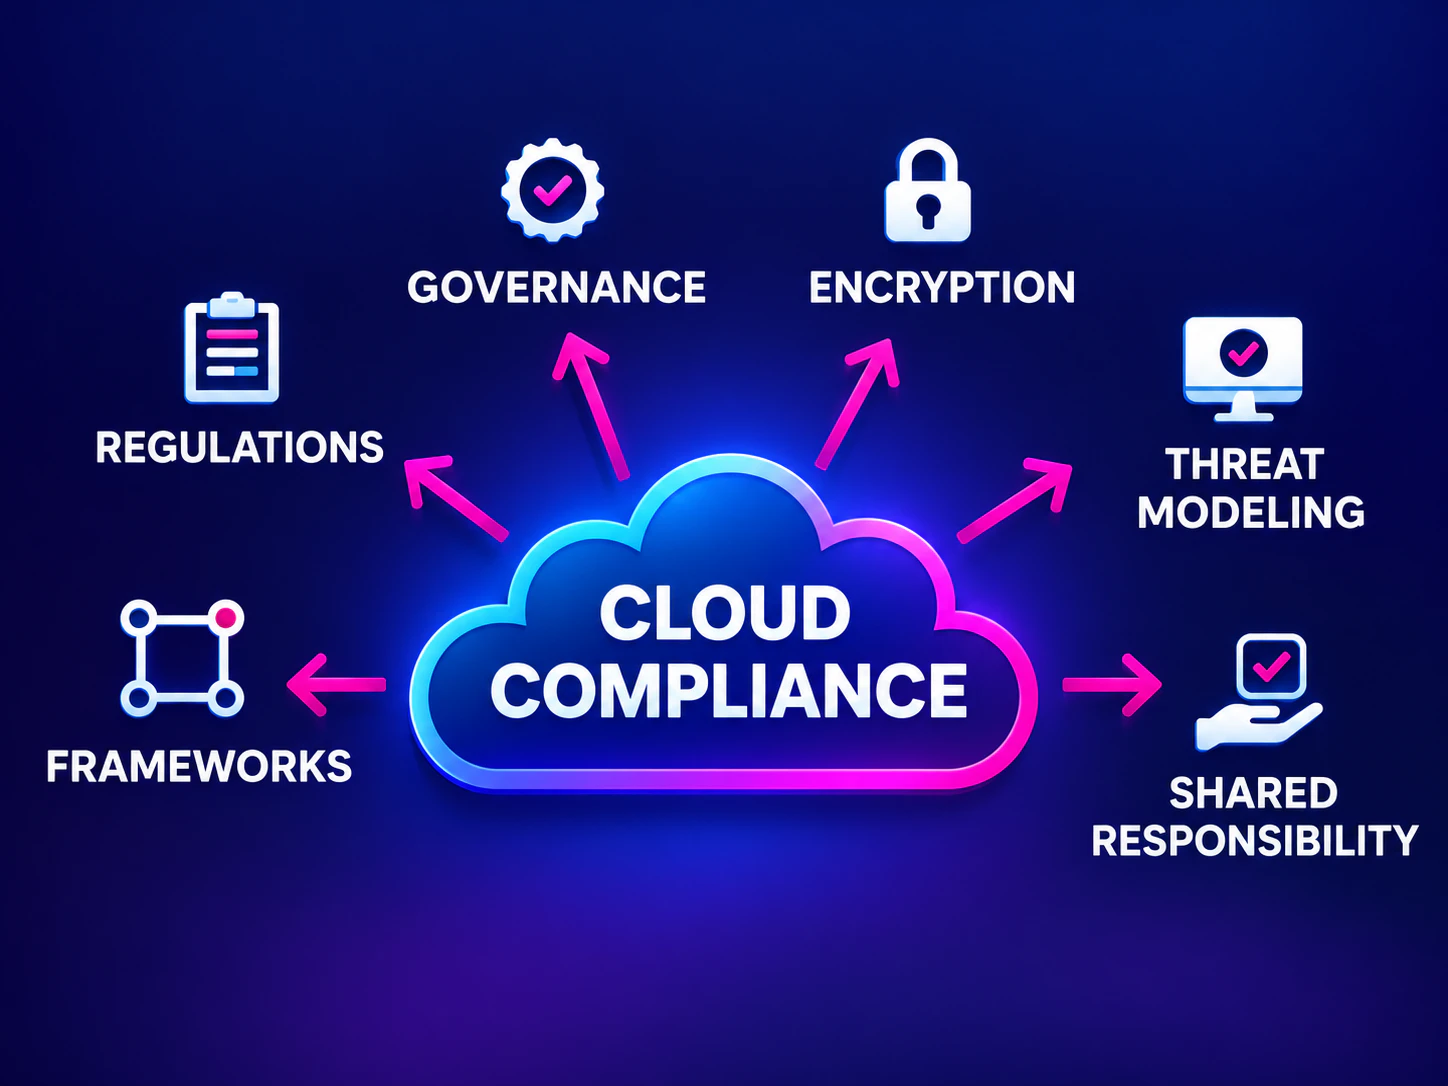 GOVERNANCE
ENCRYPTION
REGULATIONS
THREAT
MODELING
CLOUD
COMPLIANCE
FRAMEWORKS
SHARED
RESPONSIBILITY